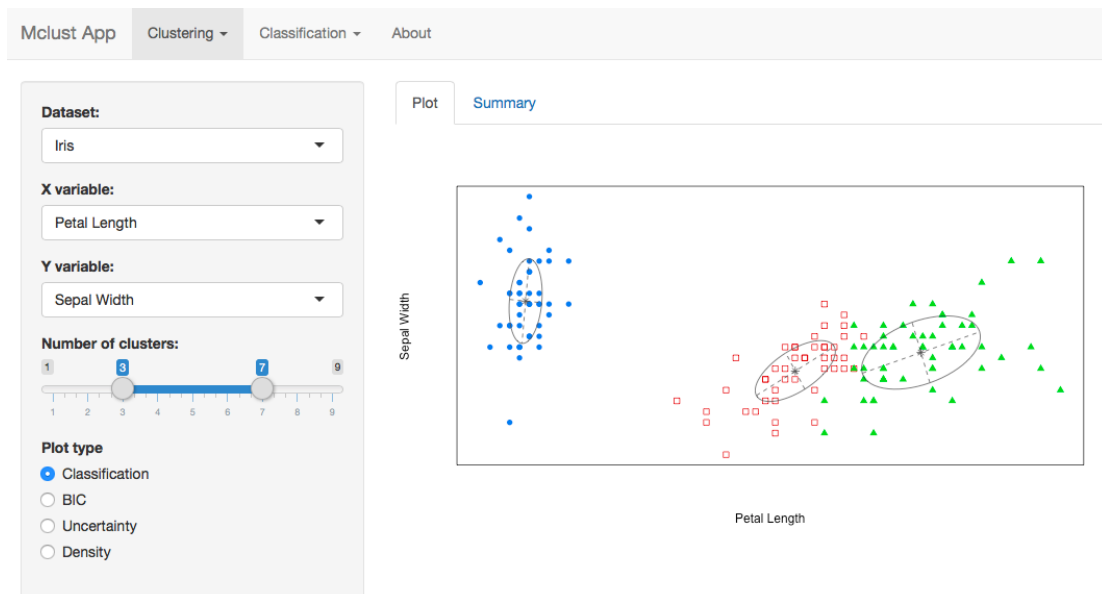 Mclust App Clustering Classification About
Dataset:
Iris
X variable:
Petal Length
Y variable:
Sepal Width
Number of clusters:
1 3 7 9
1 2 3 4 5 6 7 8 9
Plot type
Classification
BIC
Uncertainty
Density
Plot Summary
Sepal Width
Petal Length